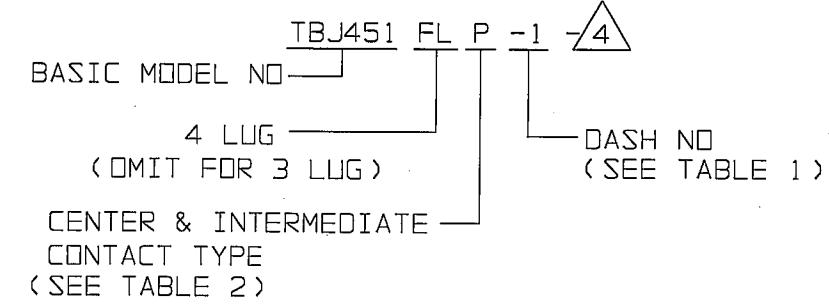 TBJ451 FL P -1 -4
BASIC MODEL NO
4 LUG
(OMIT FOR 3 LUG)
DASH NO
(SEE TABLE 1)
CENTER & INTERMEDIATE
CONTACT TYPE
(SEE TABLE 2)